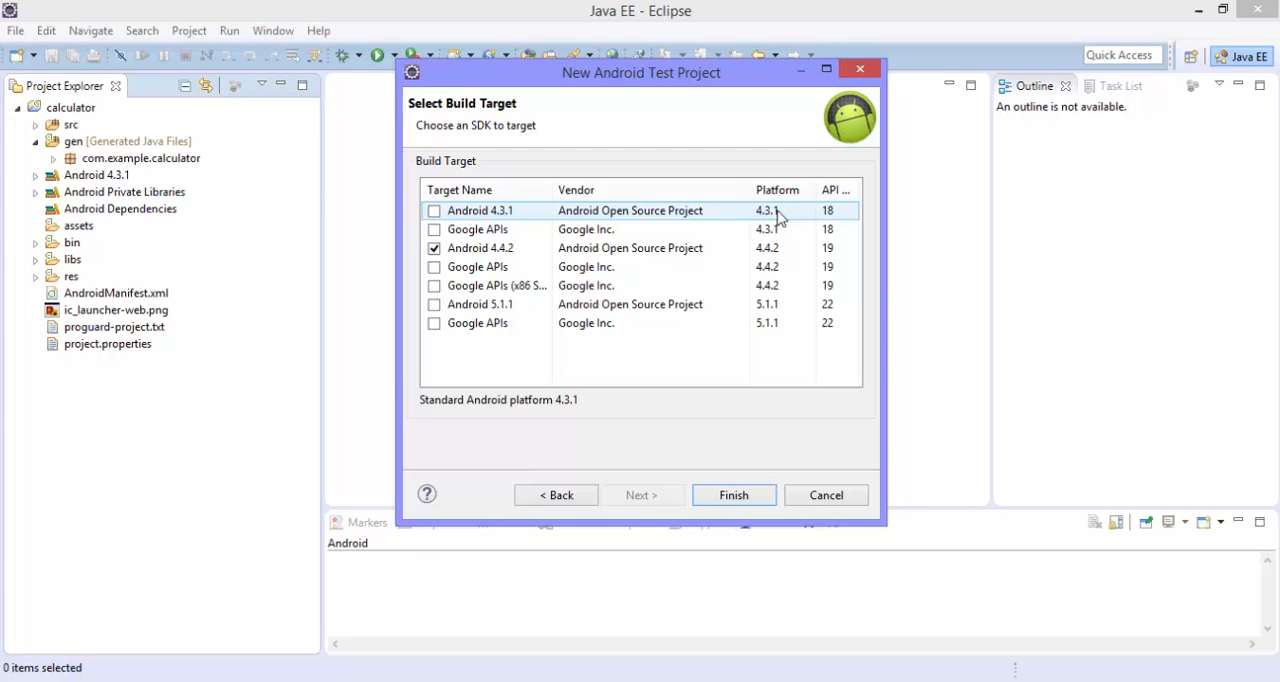 Java EE - Eclipse
File Edit Navigate Search Project Run Window Help
Quick Access
Java EE
Project Explorer
calculator
src
gen [Generated Java Files]
com.example.calculator
Android 4.3.1
Android Private Libraries
Android Dependencies
assets
bin
libs
res
AndroidManifest.xml
ic_launcher-web.png
proguard-project.txt
project.properties
New Android Test Project
Select Build Target
Choose an SDK to target
Build Target
Target Name Vendor Platform API ...
Android 4.3.1 Android Open Source Project 4.3.1 18
Google APIs Google Inc. 4.3.1 18
Android 4.4.2 Android Open Source Project 4.4.2 19
Google APIs Google Inc. 4.4.2 19
Google APIs (x86 S... Google Inc. 4.4.2 19
Android 5.1.1 Android Open Source Project 5.1.1 22
Google APIs Google Inc. 5.1.1 22
Standard Android platform 4.3.1
? < Back Next > Finish Cancel
Outline Task List
An outline is not available.
Markers
Android
0 items selected